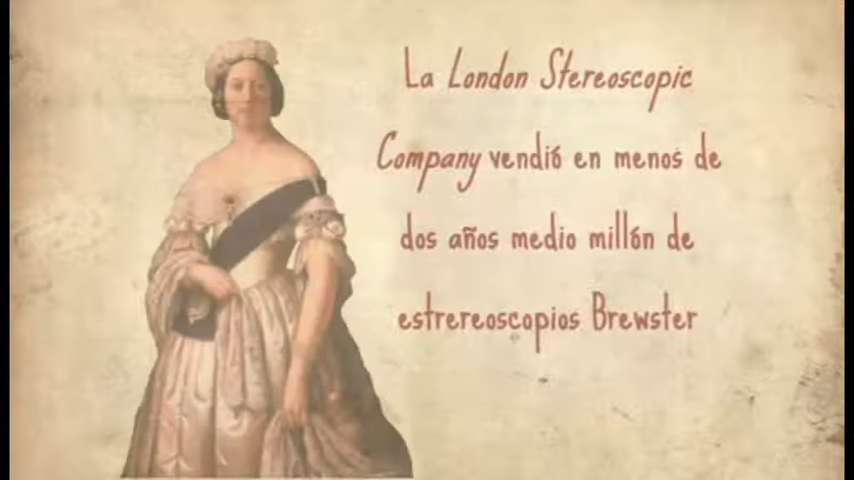 La London Stereoscopic
Company vendió en menos de
dos años medio millón de
estrereoscopios Brewster